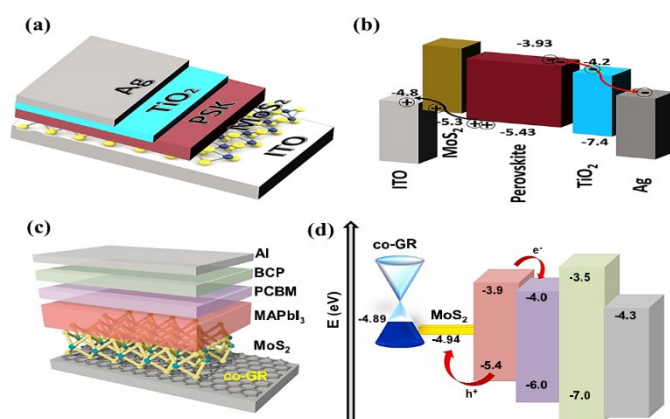 (a)
Ag
TiO2
PSK
MoS2
ITO
(b)
-3.93
-4.2
-4.8
-5.3
-5.43
-7.4
ITO
MoS2
Perovskite
TiO2
Ag
(c)
Al
BCP
PCBM
MAPbI3
MoS2
co-GR
(d)
E (eV)
co-GR
e-
-3.5
-3.9
-4.0
-4.3
MoS2
-4.89
-4.94
-5.4
h+
-6.0
-7.0